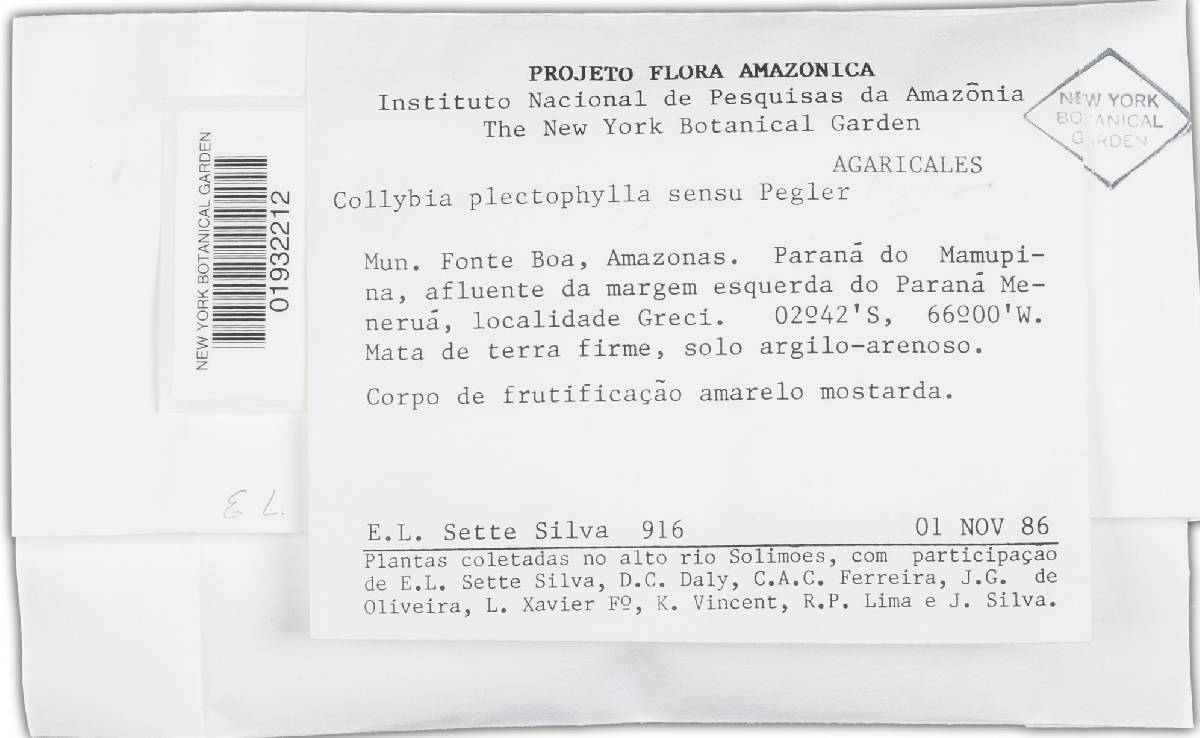 PROJETO FLORA AMAZONICA
Instituto Nacional de Pesquisas da Amazônia
The New York Botanical Garden
NEW YORK
BOTANICAL
GARDEN
AGARICALES
Collybia plectophylla sensu Pegler
Mun. Fonte Boa, Amazonas. Paraná do Mamupi-
na, afluente da margem esquerda do Paraná Me-
neruá, localidade Greci. 02º42'S, 66º00'W.
Mata de terra firme, solo argilo-arenoso.
Corpo de frutificação amarelo mostarda.
E.L. Sette Silva 916 01 NOV 86
Plantas coletadas no alto rio Solimoes, com participação
de E.L. Sette Silva, D.C. Daly, C.A.C. Ferreira, J.G. de
Oliveira, L. Xavier Fº, K. Vincent, R.P. Lima e J. Silva.
NEW YORK BOTANICAL GARDEN
01932212